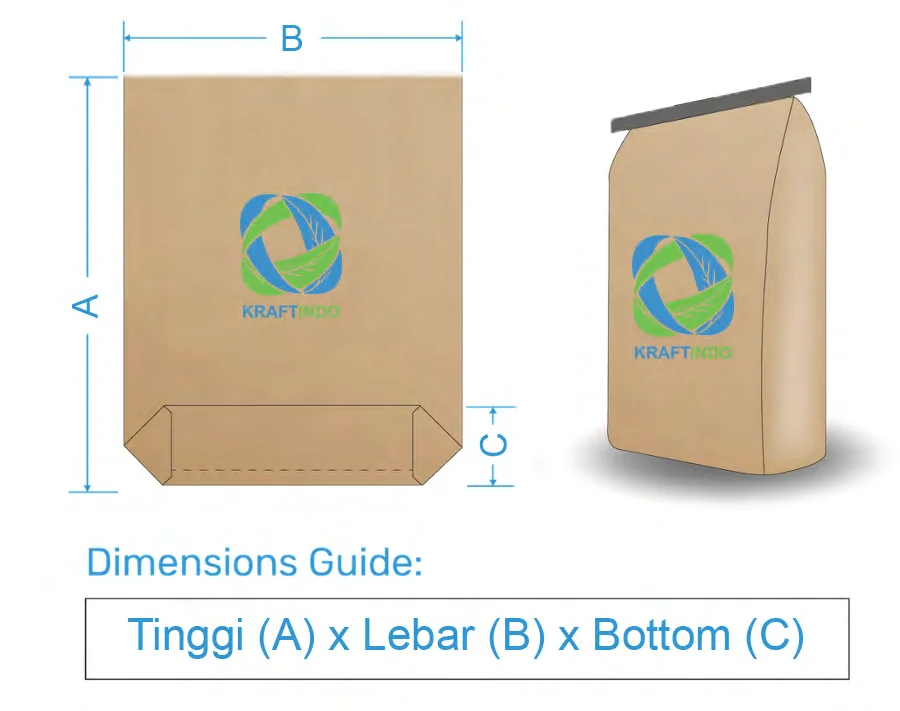 B
A
KRAFTINDO
KRAFTINDO
C
Dimensions Guide:
Tinggi (A) x Lebar (B) x Bottom (C)